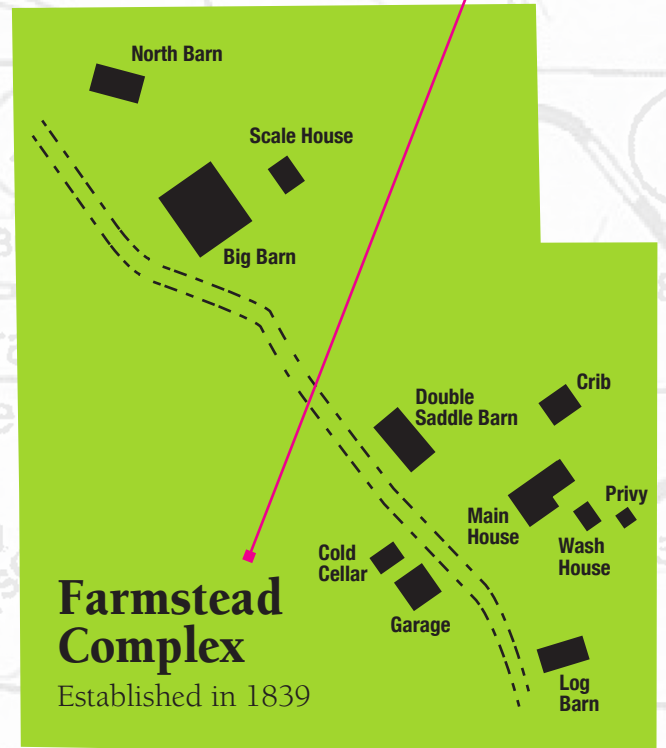 North Barn
Scale House
Big Barn
Double
Saddle Barn
Crib
Main
House
Privy
Wash
House
Cold
Cellar
Garage
Log
Barn
Farmstead
Complex
Established in 1839